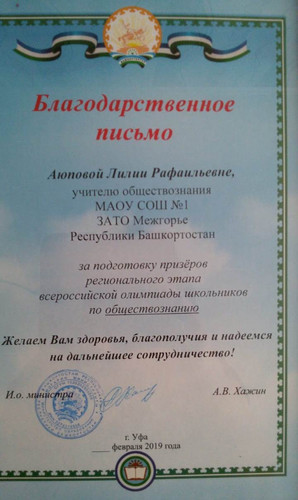 Благодарственное
письмо
Аюповой Лилии Рафаильевне,
учителю обществознания
МАОУ СОШ №1
ЗАТО Межгорье
Республики Башкортостан
за подготовку призёров
регионального этапа
всероссийской олимпиады школьников
по обществознанию
Желаем Вам здоровья, благополучия и надеемся
на дальнейшее сотрудничество!
И.о. министра А.В. Хажин
г. Уфа
____ февраля 2019 года